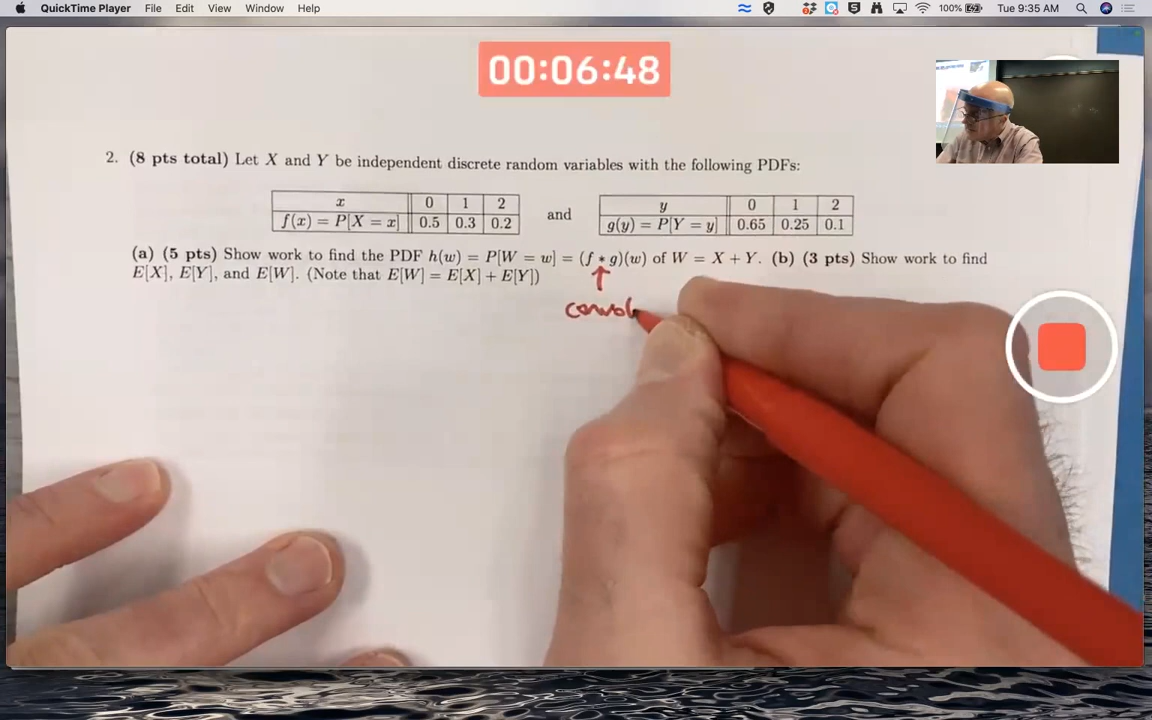 QuickTime Player File Edit View Window Help 100% Tue 9:35 AM
00:06:48
2. (8 pts total) Let X and Y be independent discrete random variables with the following PDFs:
x 0 1 2
f(x) = P[X = x] 0.5 0.3 0.2
and
y 0 1 2
g(y) = P[Y = y] 0.65 0.25 0.1
(a) (5 pts) Show work to find the PDF h(w) = P[W = w] = (f * g)(w) of W = X + Y. (b) (3 pts) Show work to find
E[X], E[Y], and E[W]. (Note that E[W] = E[X] + E[Y])
↑
convol